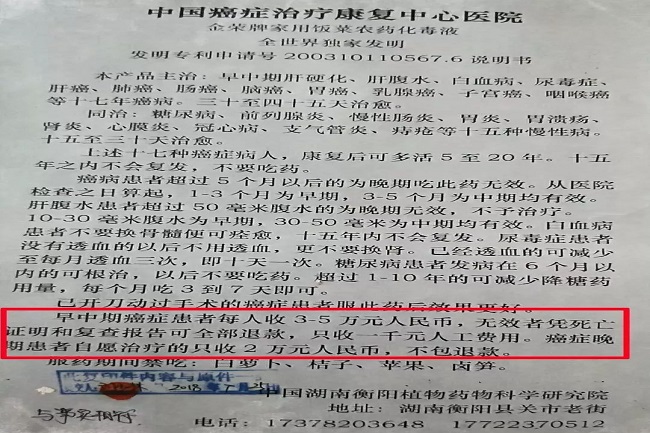 中国癌症治疗康复中心医院
金荣牌家用饭菜农药化毒液
全世界独家发明
发明专利申请号 200310110567.6 说明书
本产品主治：早中期肝硬化、肝腹水、白血病、尿毒症、
肝癌、肺癌、肠癌、脑癌、胃癌、乳腺癌、子宫癌、咽喉癌
等十七年癌病。三十至四十五天治愈。
同治：糖尿病、前列腺炎、慢性肠炎、胃炎、胃溃疡、
肾炎、心膜炎、冠心病、支气管炎、痔疮等十五种慢性病。
十五至三十天治愈。
上述十七种癌症病人，康复后可多活 5 至 20 年。十五
年之内不会复发，不要吃药。
癌病患者超过 5 个月以后的为晚期吃此药无效。从医院
检查之日算起，1-3 个月为早期，3-5 个月为中期均有效。
肝腹水患者超过 50 毫米腹水的为晚期无效，不予治疗。
10-30 毫米腹水为早期，30-50 毫米为中期均有效。白血病
患者不要换骨髓便可痊愈，十五年内不会复发。尿毒症患者
没有透血的以后不用透血，更不要换肾。已经透血的可减少
至每月透血三次，即十天一次。糖尿病患者发病在 6 个月以
内的可根治，以后不要吃药。超过 1-10 年的可减少降糖药
用量，每个月吃 3 到 7 天即可。
已开刀动过手术的癌症患者服此药后效果更好。
早中期癌症患者每人收 3-5 万元人民币，无效者凭死亡
证明和复查报告可全部退款，只收一千元人工费用。癌症晚
期患者自愿治疗的只收 2 万元人民币，不包退款。
服药期间禁吃：白萝卜、桔子、苹果、卤笋。
件内容与原件
2018 年
与事实相符
中国湖南衡阳植物药物科学研究院
地址：湖南衡阳县关市老街
电话：17378203648 17722370512